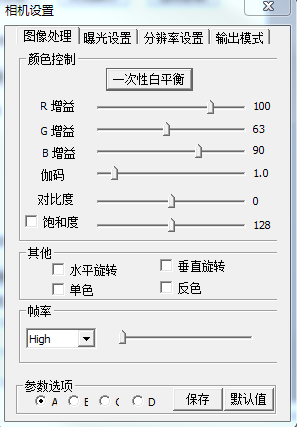 相机设置
图像处理 曝光设置 分辨率设置 输出模式
颜色控制
一次性白平衡
R 增益 100
G 增益 63
B 增益 90
伽码 1.0
对比度 0
饱和度 128
其他
水平旋转 垂直旋转
单色 反色
帧率
High
参数选项
A B C D 保存 默认值